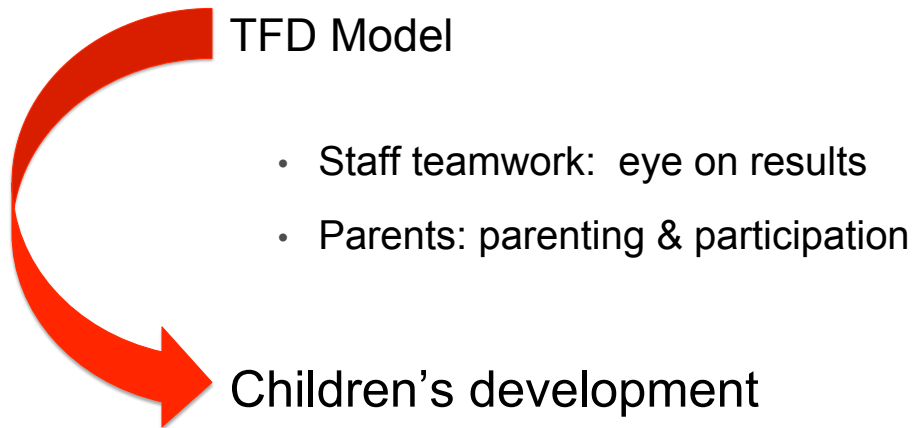 TFD Model
• Staff teamwork:  eye on results
• Parents: parenting & participation
Children’s development